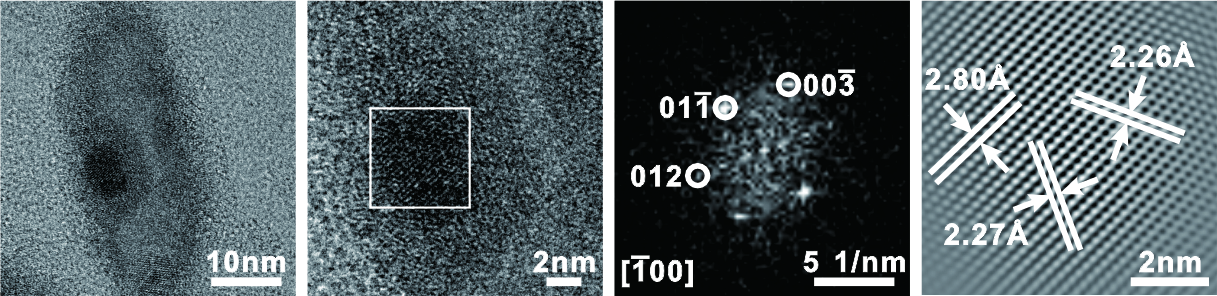 10nm
2nm
003̅
011̅
012
[1̅00]
5 1/nm
2.26Å
2.80Å
2.27Å
2nm